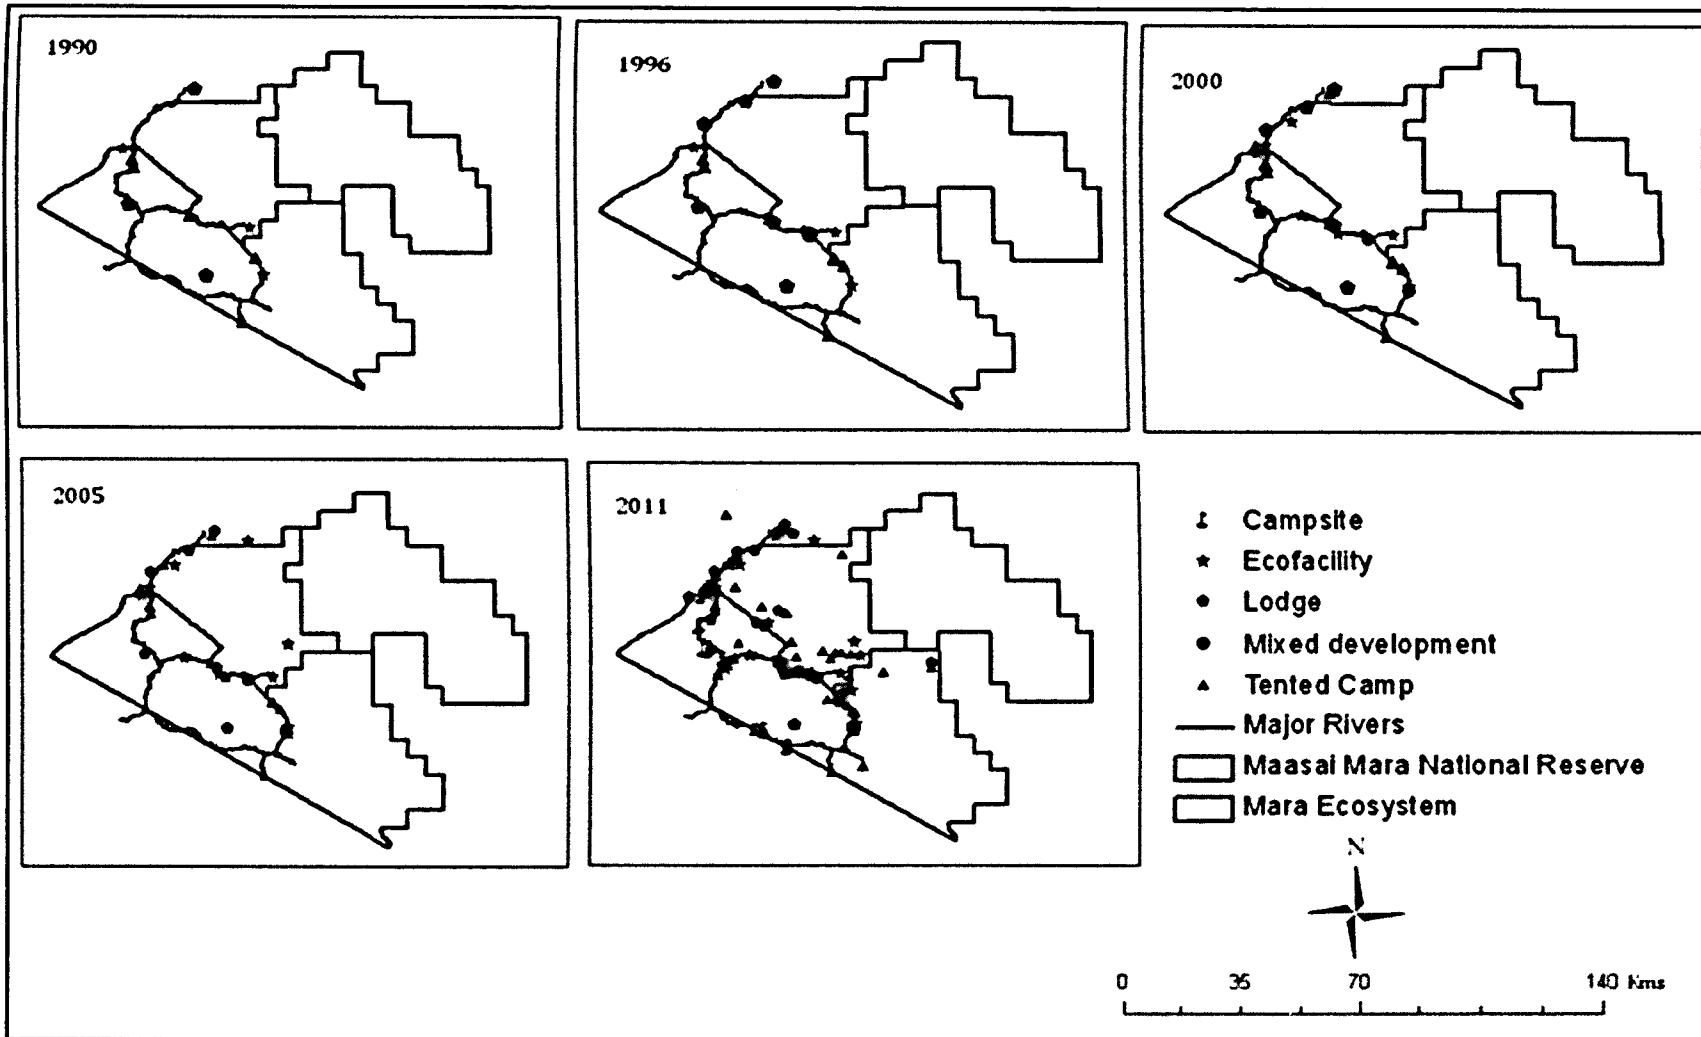 1990
1996
2000
2005
2011
Campsite
Ecofacility
Lodge
Mixed development
Tented Camp
Major Rivers
Maasai Mara National Reserve
Mara Ecosystem
N
0 35 70 140 Kms